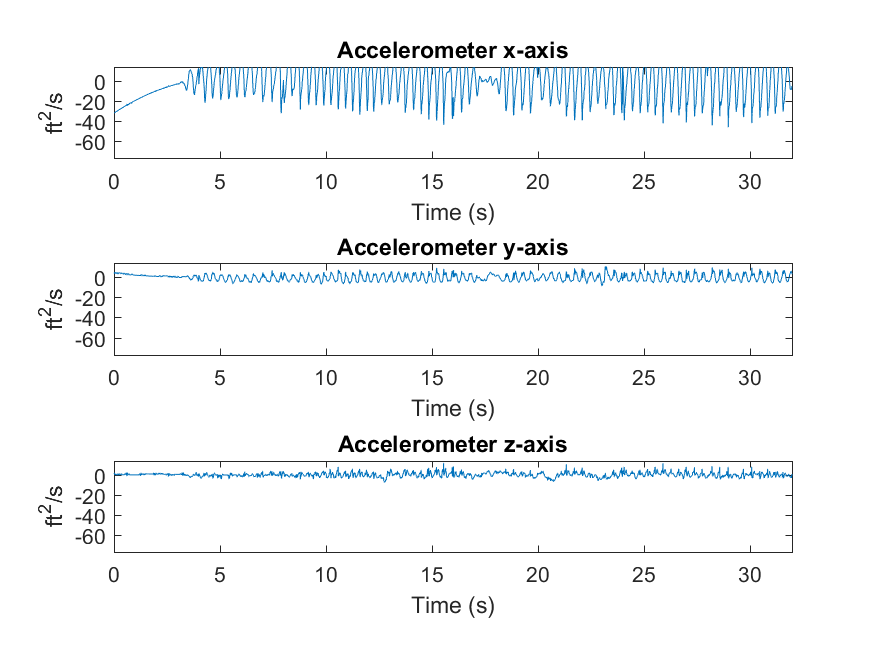 Accelerometer x-axis
0
-20
-40
-60
ft²/s
0 5 10 15 20 25 30
Time (s)
Accelerometer y-axis
0
-20
-40
-60
ft²/s
0 5 10 15 20 25 30
Time (s)
Accelerometer z-axis
0
-20
-40
-60
ft²/s
0 5 10 15 20 25 30
Time (s)